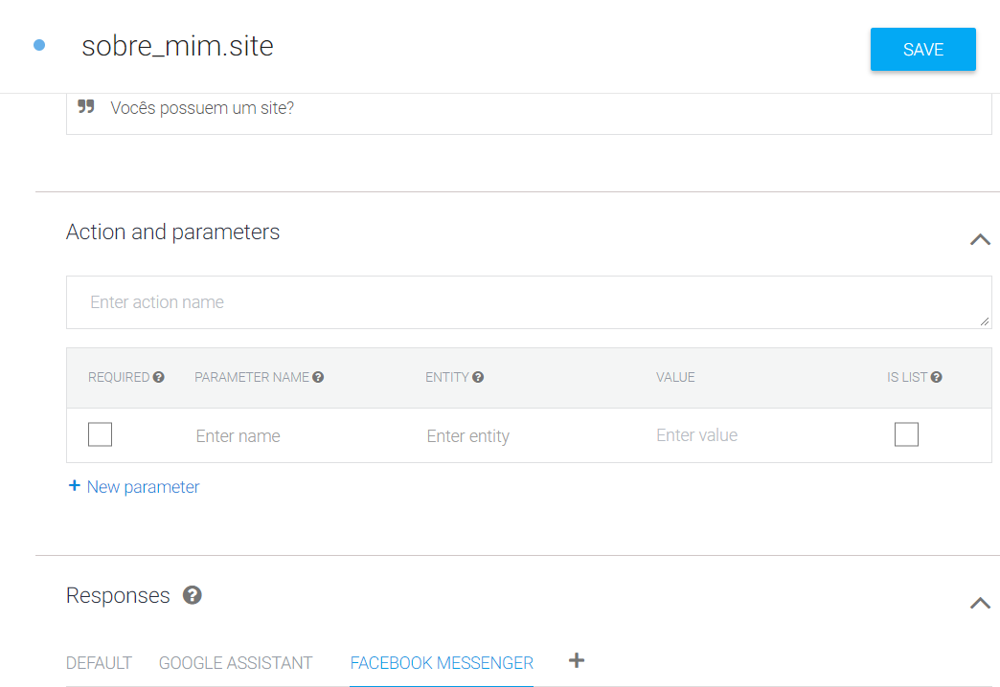 sobre_mim.site
SAVE
Vocês possuem um site?
Action and parameters
Enter action name
REQUIRED PARAMETER NAME ENTITY VALUE IS LIST
Enter name Enter entity Enter value
+ New parameter
Responses
DEFAULT GOOGLE ASSISTANT FACEBOOK MESSENGER +